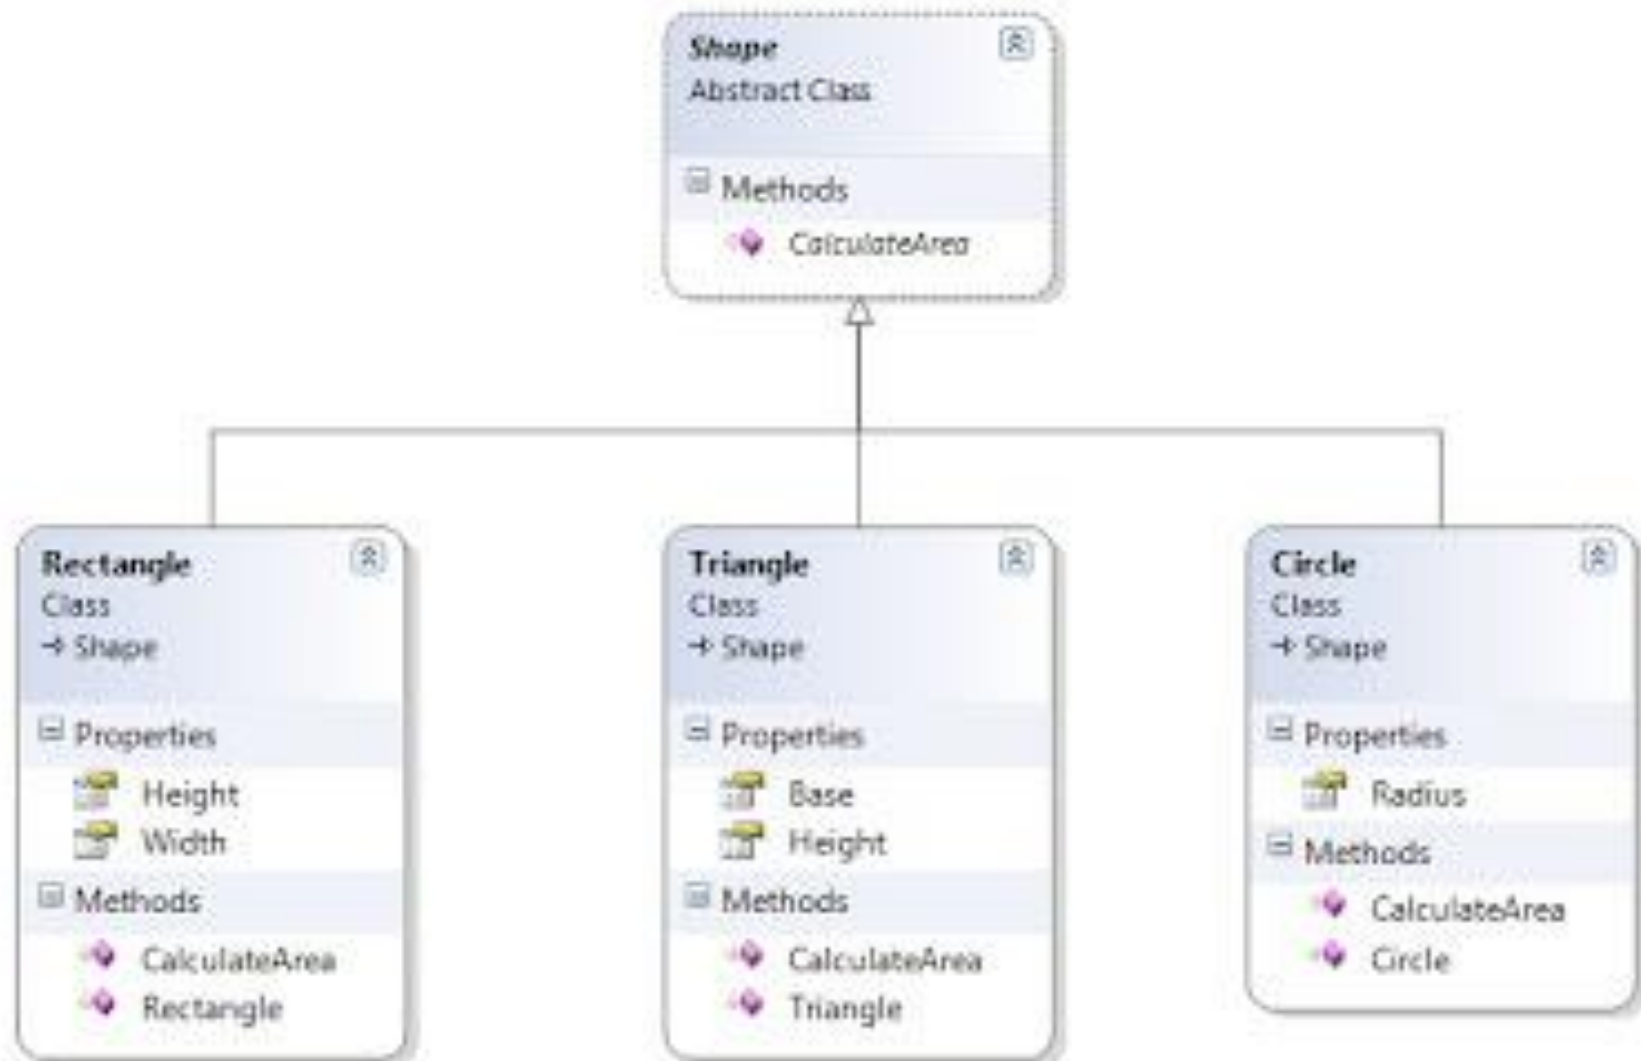 Shape
Abstract Class
Methods
CalculateArea
Rectangle
Class
Shape
Properties
Height
Width
Methods
CalculateArea
Rectangle
Triangle
Class
Shape
Properties
Base
Height
Methods
CalculateArea
Triangle
Circle
Class
Shape
Properties
Radius
Methods
CalculateArea
Circle